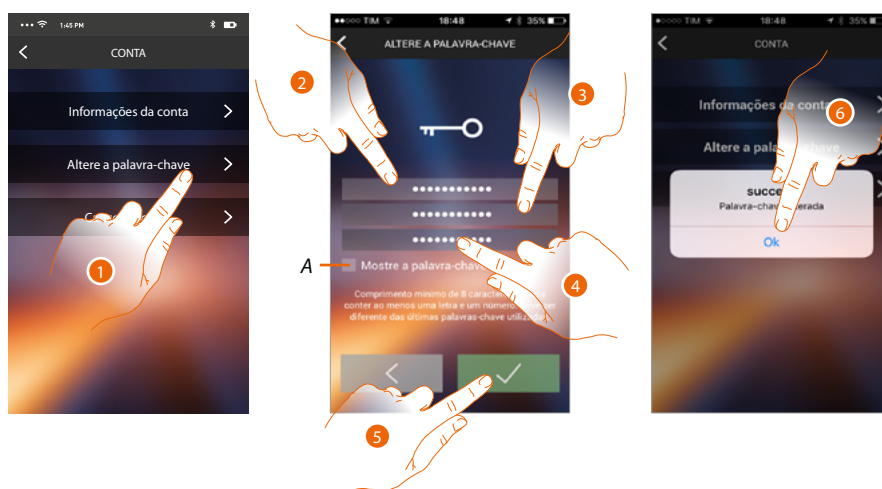 1:45 PM
CONTA
Informações da conta
Altere a palavra-chave
1
TIM
18:48
35%
ALTERE A PALAVRA-CHAVE
2
3
•••••••••••
•••••••••••
A
Mostre a palavra-chave
4
Comprimento mínimo de 8
conter ao menos uma letra e um número
diferente das últimas palavras-chave
5
TIM
18:48
35%
CONTA
Informações da conta
6
Altere a
Ok